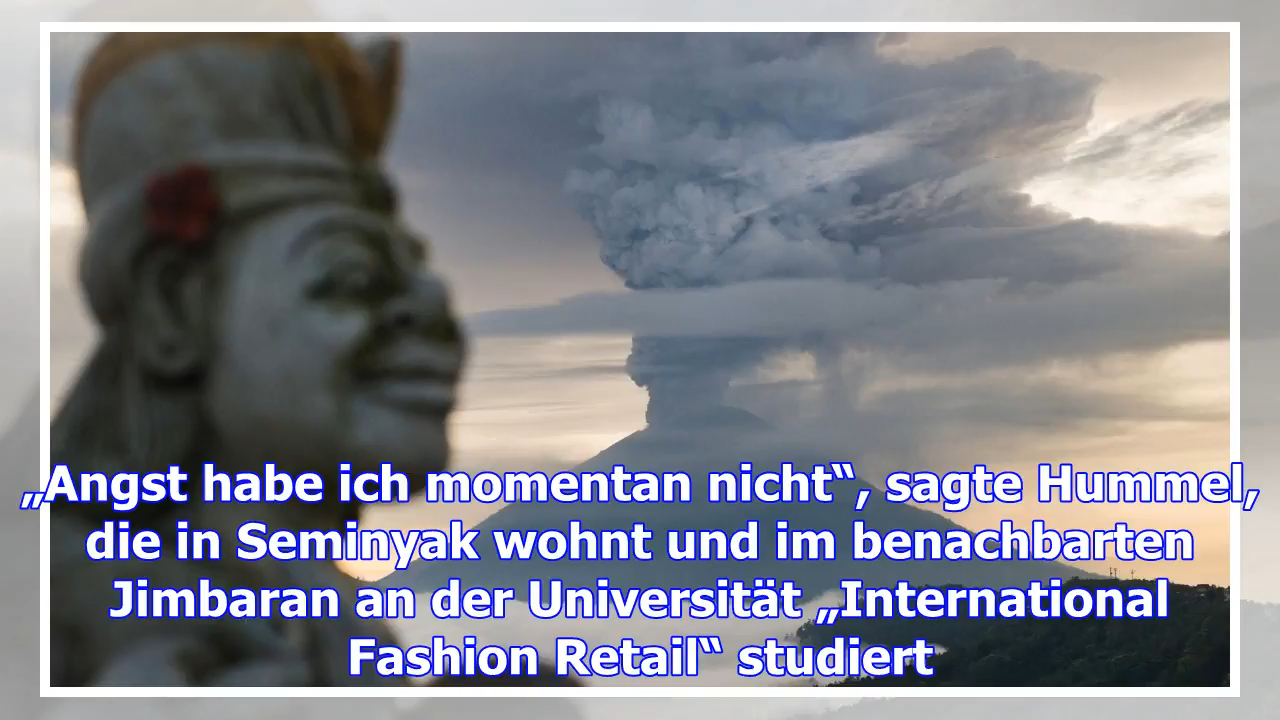 „Angst habe ich momentan nicht“, sagte Hummel,
die in Seminyak wohnt und im benachbarten
Jimbaran an der Universität „International
Fashion Retail“ studiert